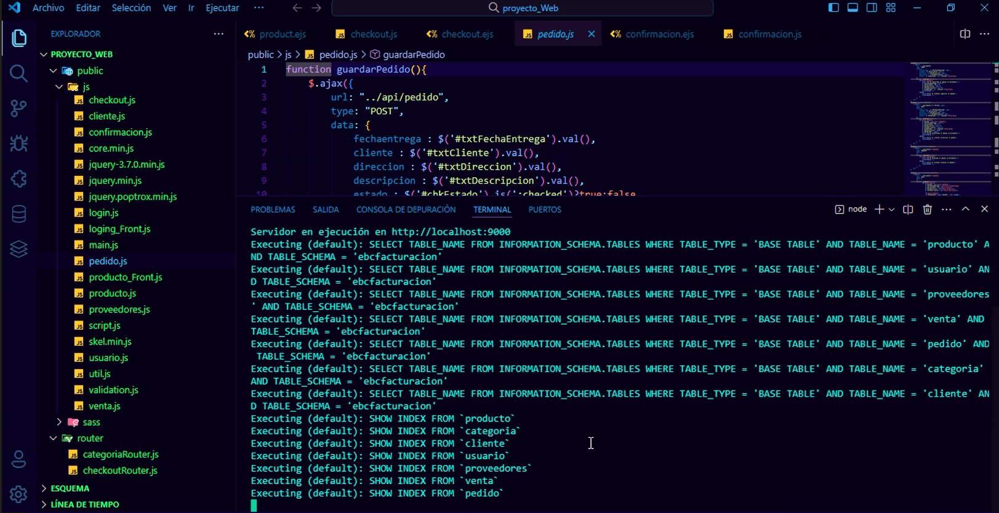 Archivo Editar Selección Ver Ir Ejecutar ··· proyecto_Web
EXPLORADOR ···
PROYECTO_WEB
public
js
checkout.js
cliente.js
confirmacion.js
core.min.js
jquery-3.7.0.min.js
jquery.min.js
jquery.poptrox.min.js
login.js
loging_Front.js
main.js
pedido.js
producto_Front.js
producto.js
proveedores.js
script.js
skel.min.js
usuario.js
util.js
validation.js
venta.js
sass
router
categoriaRouter.js
checkoutRouter.js
ESQUEMA
LÍNEA DE TIEMPO
product.ejs checkout.js checkout.ejs pedido.js confirmacion.ejs confirmacion.js
public > js > pedido.js > guardarPedido
1 function guardarPedido(){
2 $.ajax({
3 url: "../api/pedido",
4 type: "POST",
5 data: {
6 fechaentrega : $('#txtFechaEntrega').val(),
7 cliente : $('#txtCliente').val(),
8 direccion : $('#txtDireccion').val(),
9 descripcion : $('#txtDescripcion').val(),
10 estado : $('#chkEstado').is(':checked')?true:false
PROBLEMAS SALIDA CONSOLA DE DEPURACIÓN TERMINAL PUERTOS node
Servidor en ejecución en http://localhost:9000
Executing (default): SELECT TABLE_NAME FROM INFORMATION_SCHEMA.TABLES WHERE TABLE_TYPE = 'BASE TABLE' AND TABLE_NAME = 'producto' A
ND TABLE_SCHEMA = 'ebcfacturacion'
Executing (default): SELECT TABLE_NAME FROM INFORMATION_SCHEMA.TABLES WHERE TABLE_TYPE = 'BASE TABLE' AND TABLE_NAME = 'usuario' AN
D TABLE_SCHEMA = 'ebcfacturacion'
Executing (default): SELECT TABLE_NAME FROM INFORMATION_SCHEMA.TABLES WHERE TABLE_TYPE = 'BASE TABLE' AND TABLE_NAME = 'proveedores
' AND TABLE_SCHEMA = 'ebcfacturacion'
Executing (default): SELECT TABLE_NAME FROM INFORMATION_SCHEMA.TABLES WHERE TABLE_TYPE = 'BASE TABLE' AND TABLE_NAME = 'venta' AND
TABLE_SCHEMA = 'ebcfacturacion'
Executing (default): SELECT TABLE_NAME FROM INFORMATION_SCHEMA.TABLES WHERE TABLE_TYPE = 'BASE TABLE' AND TABLE_NAME = 'pedido' AND
TABLE_SCHEMA = 'ebcfacturacion'
Executing (default): SELECT TABLE_NAME FROM INFORMATION_SCHEMA.TABLES WHERE TABLE_TYPE = 'BASE TABLE' AND TABLE_NAME = 'categoria'
AND TABLE_SCHEMA = 'ebcfacturacion'
Executing (default): SELECT TABLE_NAME FROM INFORMATION_SCHEMA.TABLES WHERE TABLE_TYPE = 'BASE TABLE' AND TABLE_NAME = 'cliente' AN
D TABLE_SCHEMA = 'ebcfacturacion'
Executing (default): SHOW INDEX FROM `producto`
Executing (default): SHOW INDEX FROM `categoria`
Executing (default): SHOW INDEX FROM `cliente`
Executing (default): SHOW INDEX FROM `usuario`
Executing (default): SHOW INDEX FROM `proveedores`
Executing (default): SHOW INDEX FROM `venta`
Executing (default): SHOW INDEX FROM `pedido`